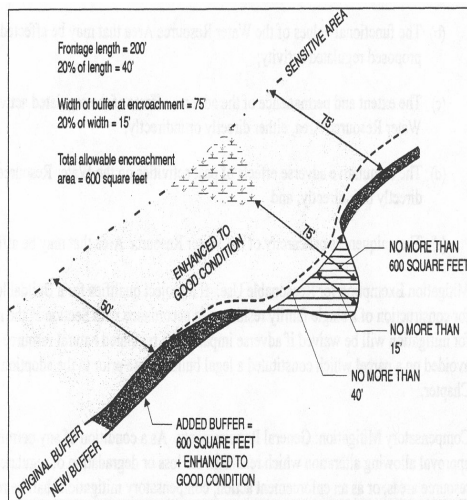 Frontage length = 200'
20% of length = 40'
Width of buffer at encroachment = 75'
20% of width = 15'
Total allowable encroachment
area = 600 square feet
SENSITIVE AREA
75'
75'
ENHANCED TO
GOOD CONDITION
50'
NO MORE THAN
600 SQUARE FEET
NO MORE THAN
15'
NO MORE THAN
40'
ORIGINAL BUFFER
NEW BUFFER
ADDED BUFFER =
600 SQUARE FEET
+ ENHANCED TO
GOOD CONDITION